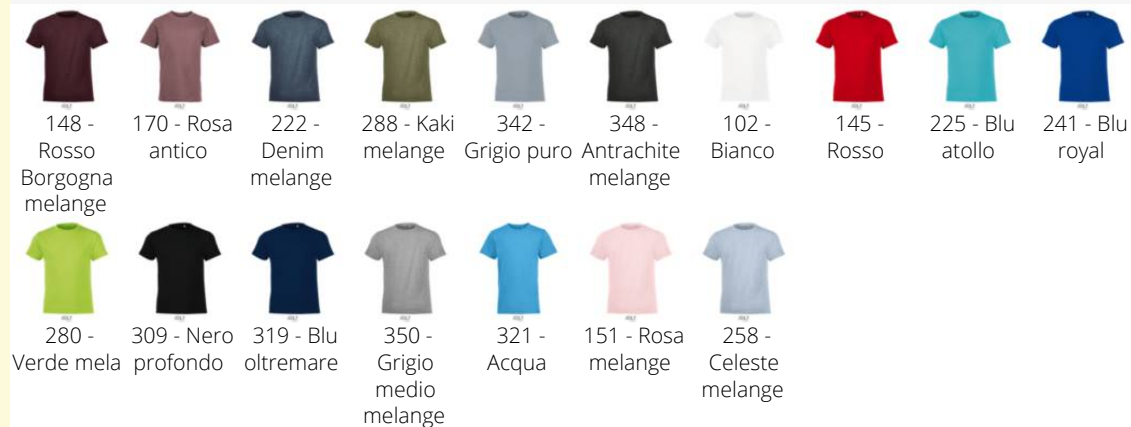 148 -
Rosso
Borgogna
melange
170 - Rosa
antico
222 -
Denim
melange
288 - Kaki
melange
342 -
Grigio puro
348 -
Antrachite
melange
102 -
Bianco
145 -
Rosso
225 - Blu
atollo
241 - Blu
royal
280 -
Verde mela
309 - Nero
profondo
319 - Blu
oltremare
350 -
Grigio
medio
melange
321 -
Acqua
151 - Rosa
melange
258 -
Celeste
melange